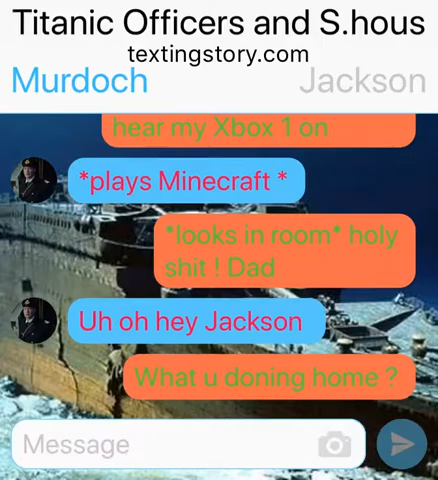 Titanic Officers and S.hous
textingstory.com
Murdoch
Jackson
hear my Xbox 1 on
*plays Minecraft *
*looks in room* holy
shit ! Dad
Uh oh hey Jackson
What u doning home ?
Message